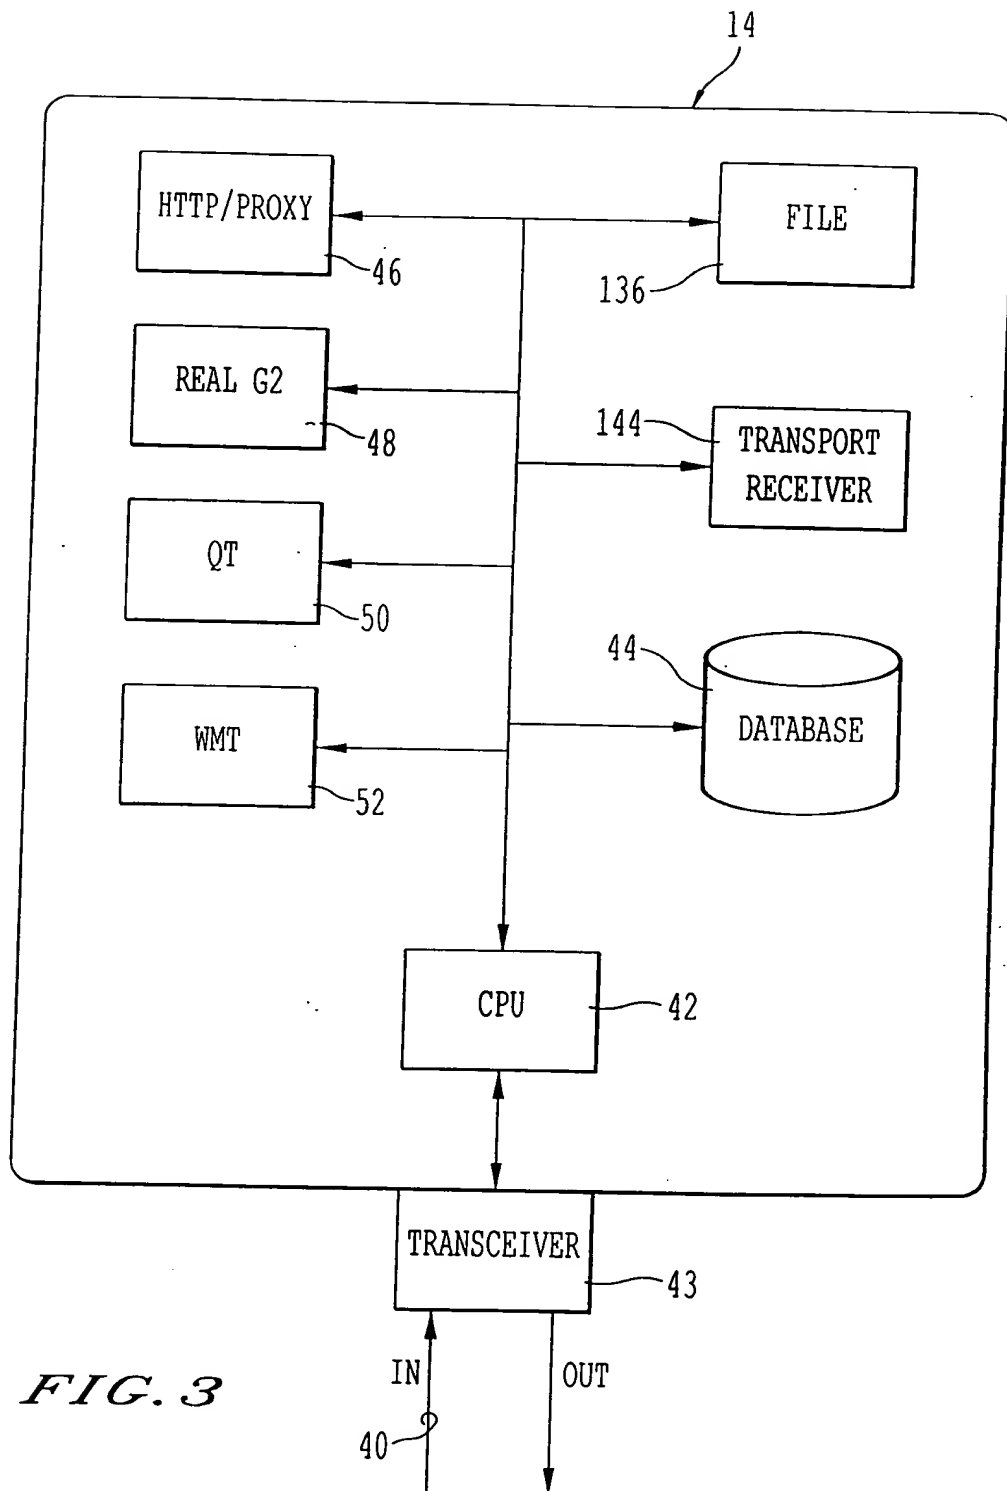 14
HTTP/PROXY
46
FILE
136
REAL G2
48
144
TRANSPORT
RECEIVER
QT
50
44
DATABASE
WMT
52
CPU
42
TRANSCEIVER
43
IN
OUT
40
FIG. 3